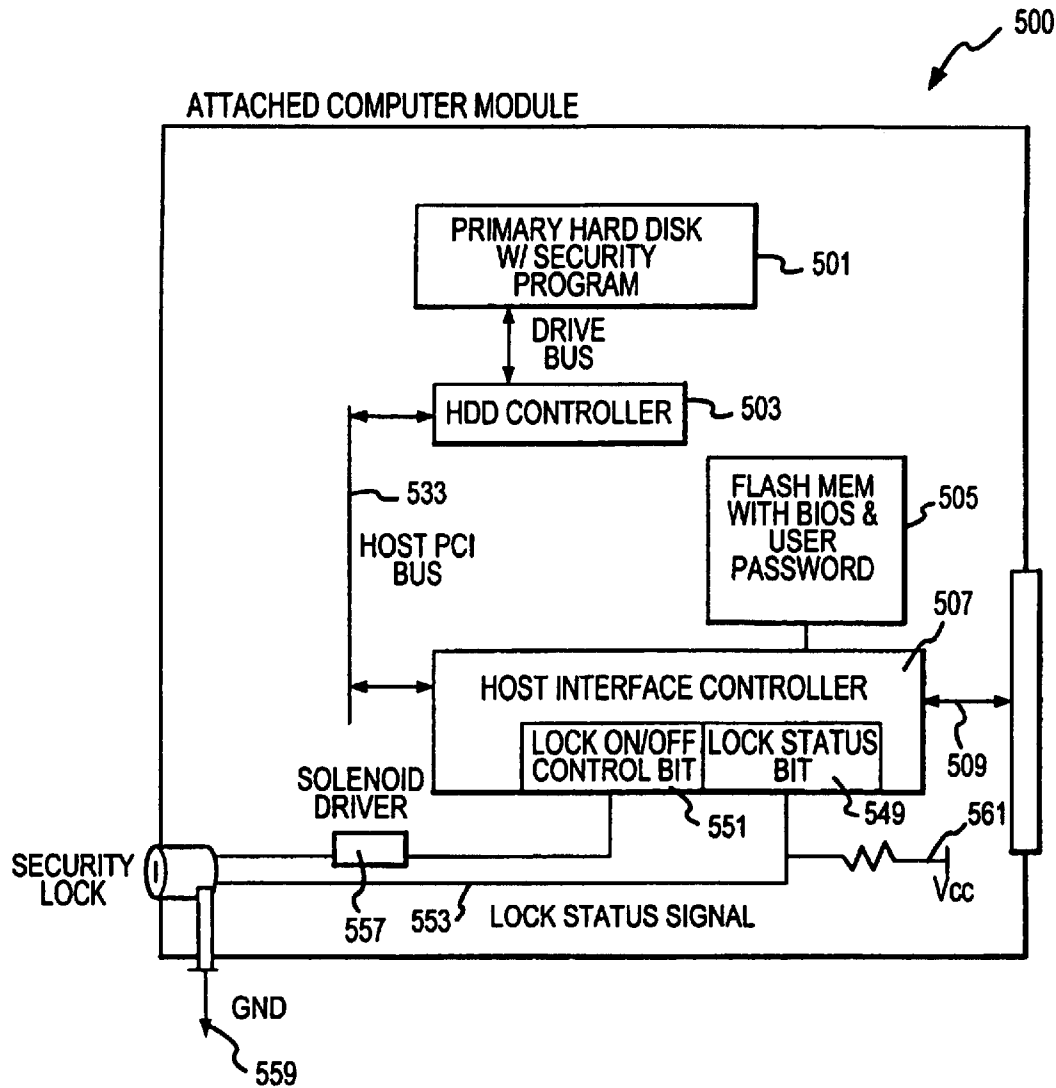 500
ATTACHED COMPUTER MODULE
PRIMARY HARD DISK
W/ SECURITY
PROGRAM
501
DRIVE
BUS
HDD CONTROLLER
503
533
HOST PCI
BUS
FLASH MEM
WITH BIOS &
USER
PASSWORD
505
507
HOST INTERFACE CONTROLLER
LOCK ON/OFF
CONTROL BIT
LOCK STATUS
BIT
509
SOLENOID
DRIVER
551
549
561
SECURITY
LOCK
VCC
557
553
LOCK STATUS SIGNAL
GND
559